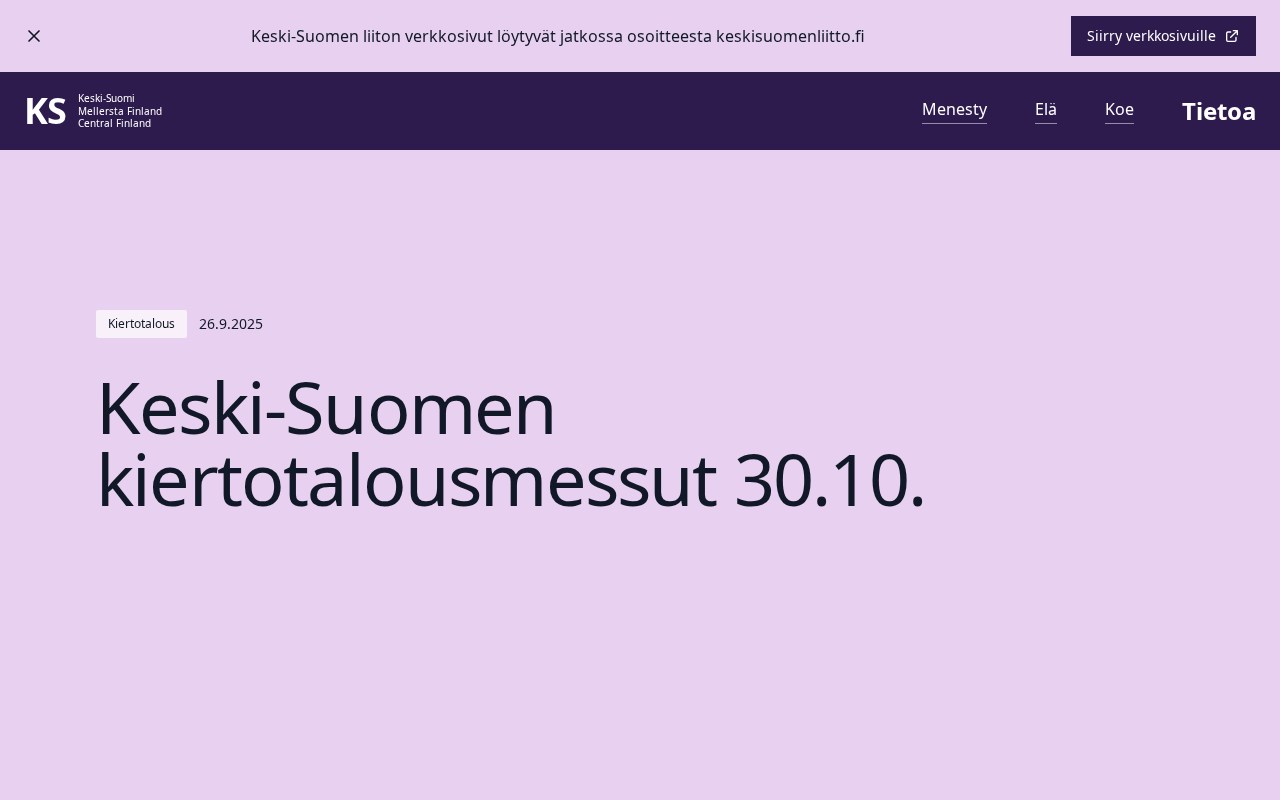 Keski-Suomen liiton verkkosivut löytyvät jatkossa osoitteesta keskisuomenliitto.fi
Siirry verkkosivuille
KS
Keski-Suomi
Mellersta Finland
Central Finland
Menesty
Elä
Koe
Tietoa
Kiertotalous
26.9.2025
Keski-Suomen
kiertotalousmessut 30.10.